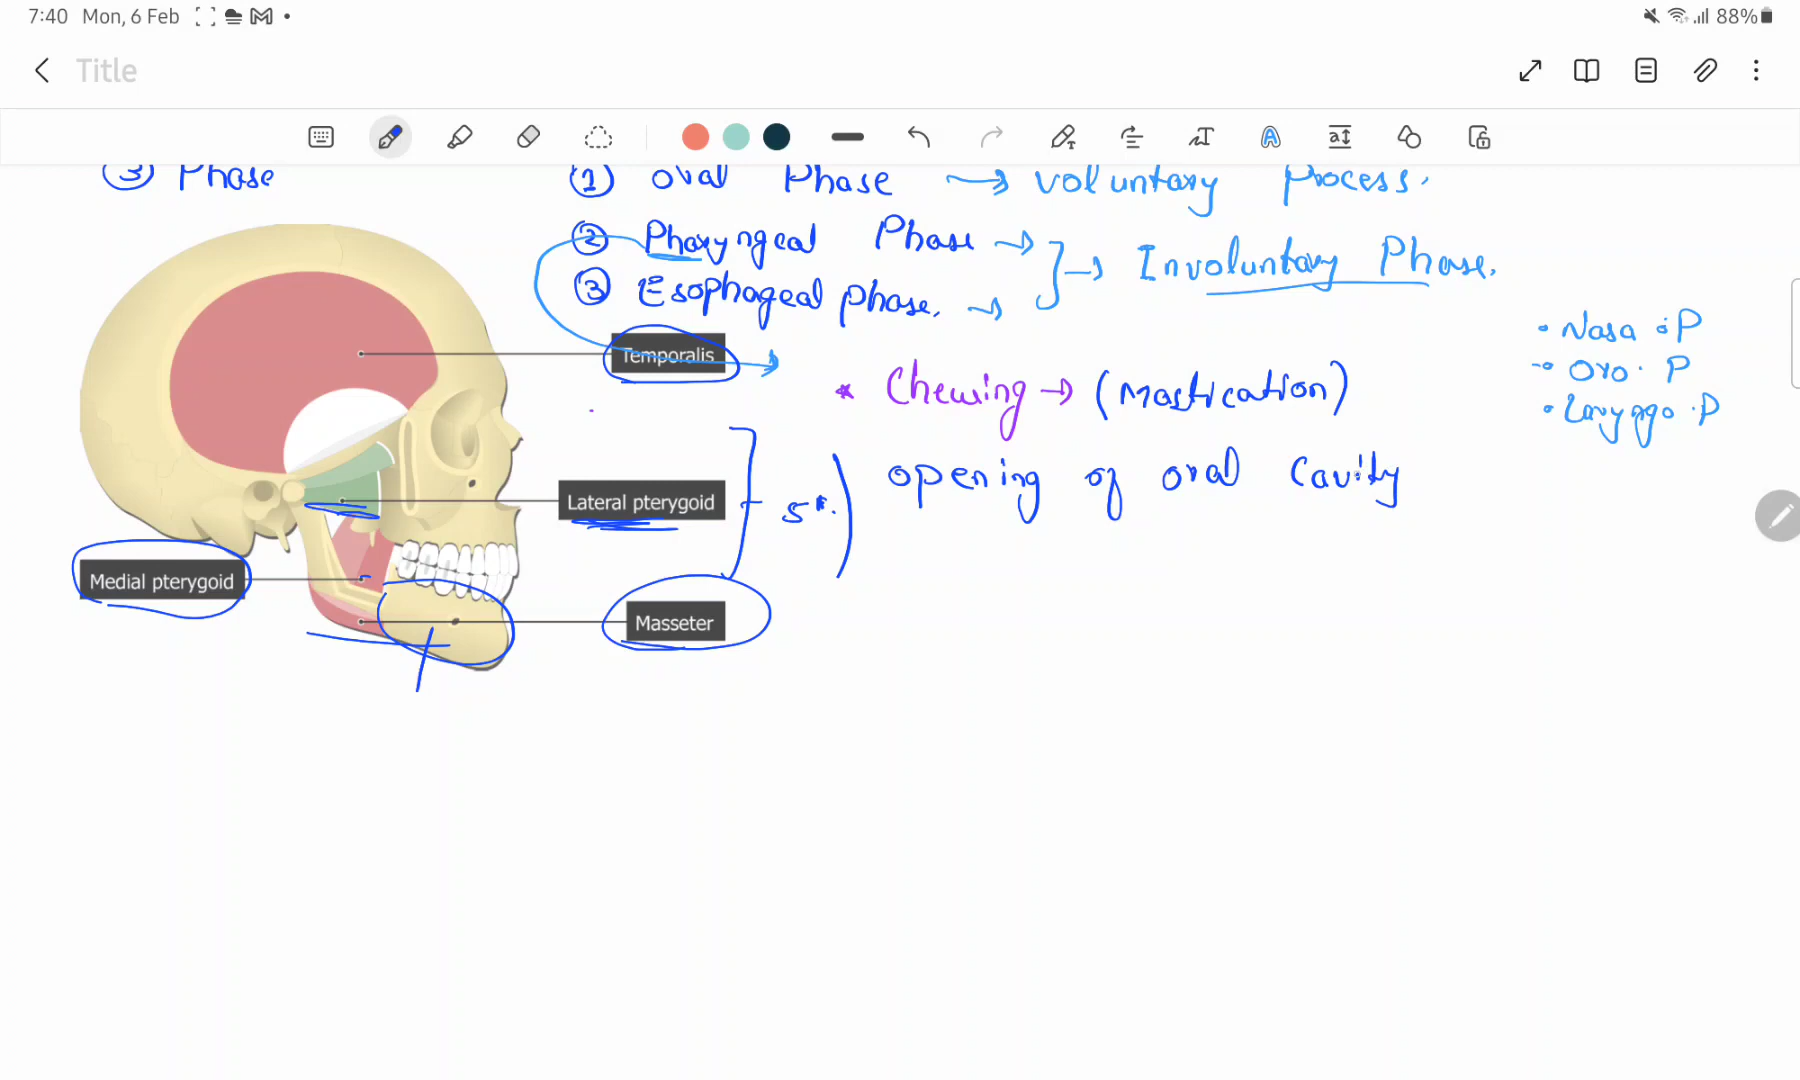 7:40 Mon, 6 Feb 88%
Title
③ Phase
① oral Phase → voluntary Process.
② Pharyngeal Phase →
③ Esophageal phase. →
→ Involuntary Phase.
Temporalis
• Nasa • P
• Oro. P
• Laryngo . P
* Chewing → (Mastication)
opening of oral cavity
Lateral pterygoid
5*.
Medial pterygoid
Masseter